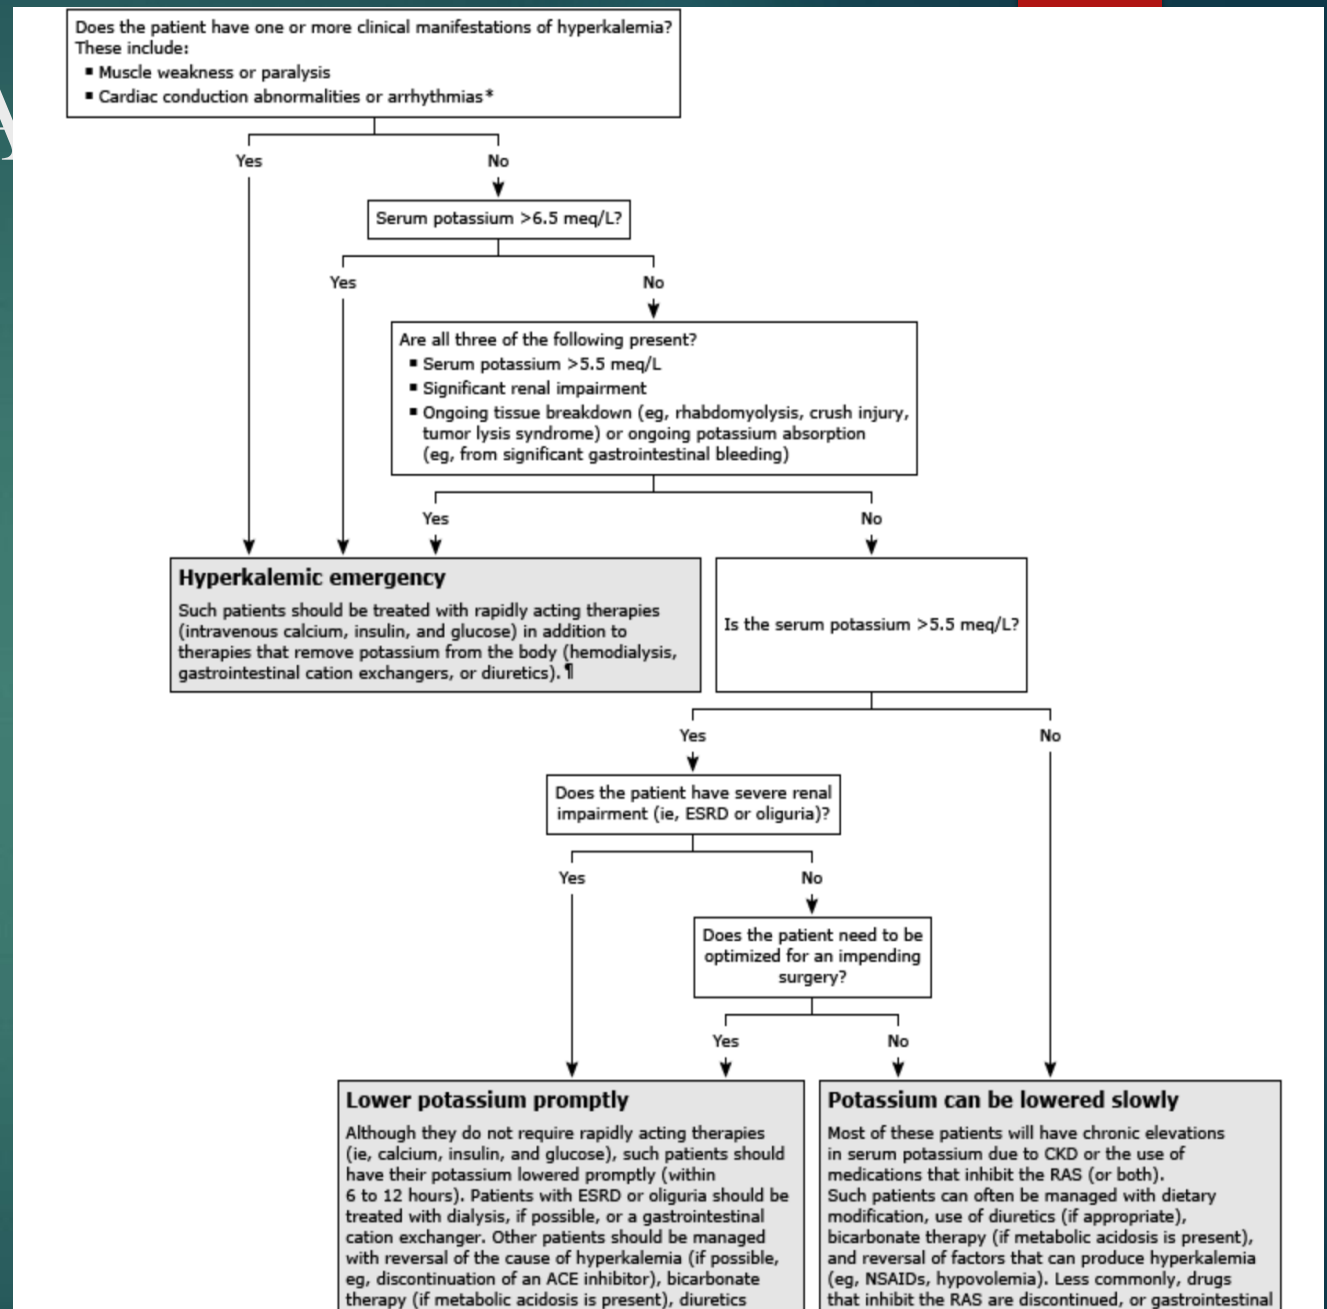 Does the patient have one or more clinical manifestations of hyperkalemia?
These include:
▪ Muscle weakness or paralysis
▪ Cardiac conduction abnormalities or arrhythmias*
Yes
No
Serum potassium >6.5 meq/L?
Yes
No
Are all three of the following present?
▪ Serum potassium >5.5 meq/L
▪ Significant renal impairment
▪ Ongoing tissue breakdown (eg, rhabdomyolysis, crush injury,
tumor lysis syndrome) or ongoing potassium absorption
(eg, from significant gastrointestinal bleeding)
Yes
No
Hyperkalemic emergency
Such patients should be treated with rapidly acting therapies
(intravenous calcium, insulin, and glucose) in addition to
therapies that remove potassium from the body (hemodialysis,
gastrointestinal cation exchangers, or diuretics).¶
Is the serum potassium >5.5 meq/L?
Yes
No
Does the patient have severe renal
impairment (ie, ESRD or oliguria)?
Yes
No
Does the patient need to be
optimized for an impending
surgery?
Yes
No
Lower potassium promptly
Although they do not require rapidly acting therapies
(ie, calcium, insulin, and glucose), such patients should
have their potassium lowered promptly (within
6 to 12 hours). Patients with ESRD or oliguria should be
treated with dialysis, if possible, or a gastrointestinal
cation exchanger. Other patients should be managed
with reversal of the cause of hyperkalemia (if possible,
eg, discontinuation of an ACE inhibitor), bicarbonate
therapy (if metabolic acidosis is present), diuretics
Potassium can be lowered slowly
Most of these patients will have chronic elevations
in serum potassium due to CKD or the use of
medications that inhibit the RAS (or both).
Such patients can often be managed with dietary
modification, use of diuretics (if appropriate),
bicarbonate therapy (if metabolic acidosis is present),
and reversal of factors that can produce hyperkalemia
(eg, NSAIDs, hypovolemia). Less commonly, drugs
that inhibit the RAS are discontinued, or gastrointestinal